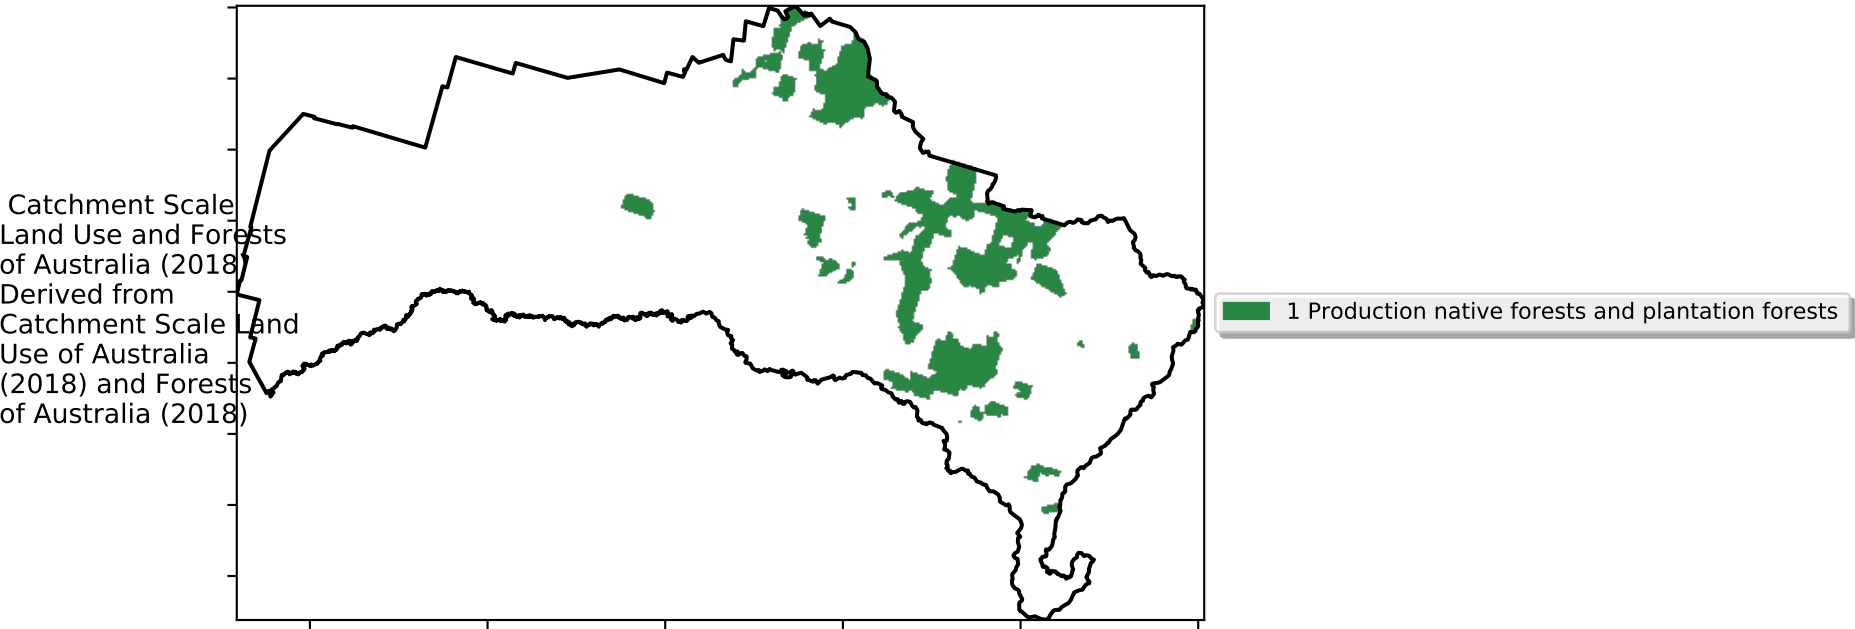 Catchment Scale
Land Use and Forests
of Australia (2018)
Derived from
Catchment Scale Land
Use of Australia
(2018) and Forests
of Australia (2018)
1 Production native forests and plantation forests